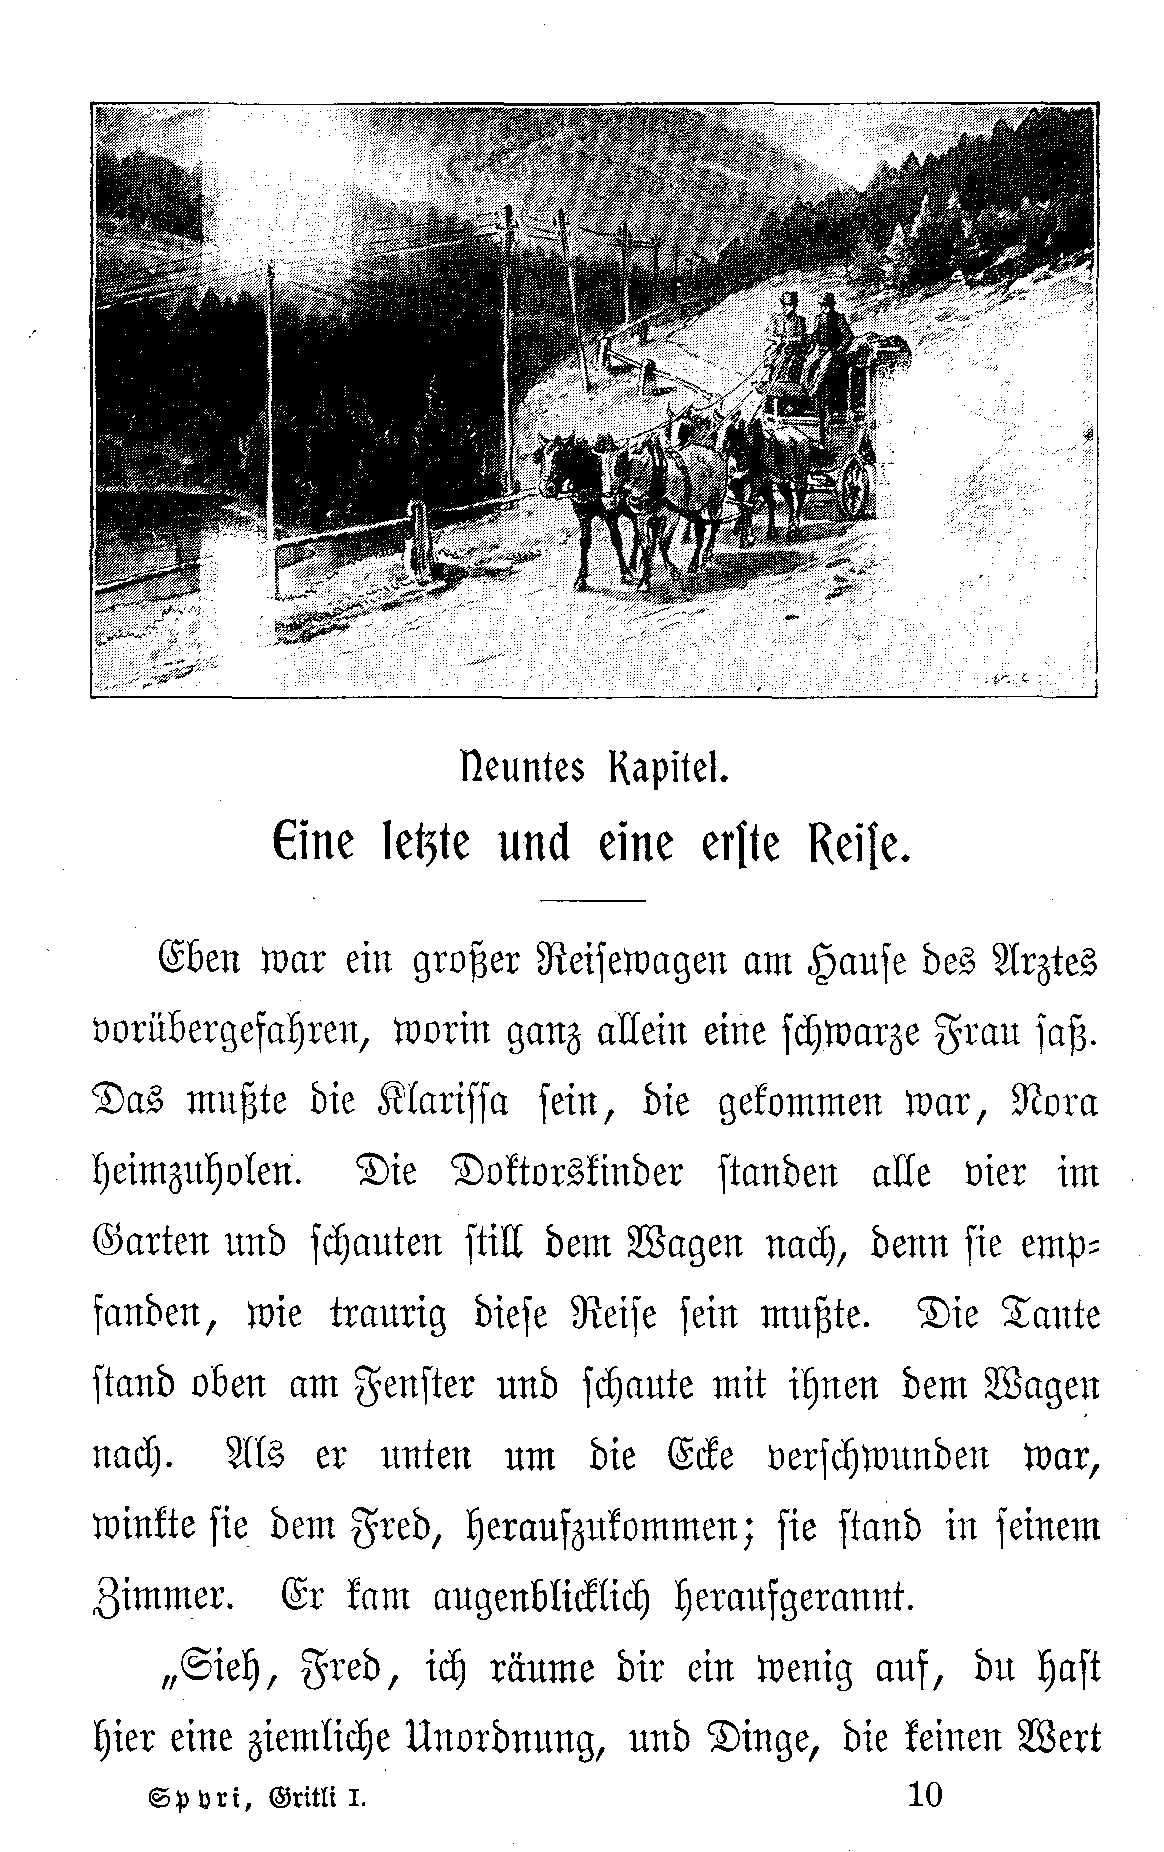 Neuntes Kapitel.
Eine letzte und eine erſte Reiſe.
Eben war ein großer Reiſewagen am Hauſe des Arztes
vorübergefahren, worin ganz allein eine ſchwarze Frau ſaß.
Das mußte die Klariſſa ſein, die gekommen war, Nora
heimzuholen. Die Doktorskinder ſtanden alle vier im
Garten und ſchauten ſtill dem Wagen nach, denn ſie emp⸗
fanden, wie traurig dieſe Reiſe ſein mußte. Die Tante
ſtand oben am Fenſter und ſchaute mit ihnen dem Wagen
nach. Als er unten um die Ecke verſchwunden war,
winkte ſie dem Fred, heraufzukommen; ſie ſtand in ſeinem
Zimmer. Er kam augenblicklich heraufgerannt.
„Sieh, Fred, ich räume dir ein wenig auf, du haſt
hier eine ziemliche Unordnung, und Dinge, die keinen Wert
Spyri, Gritli I. 10